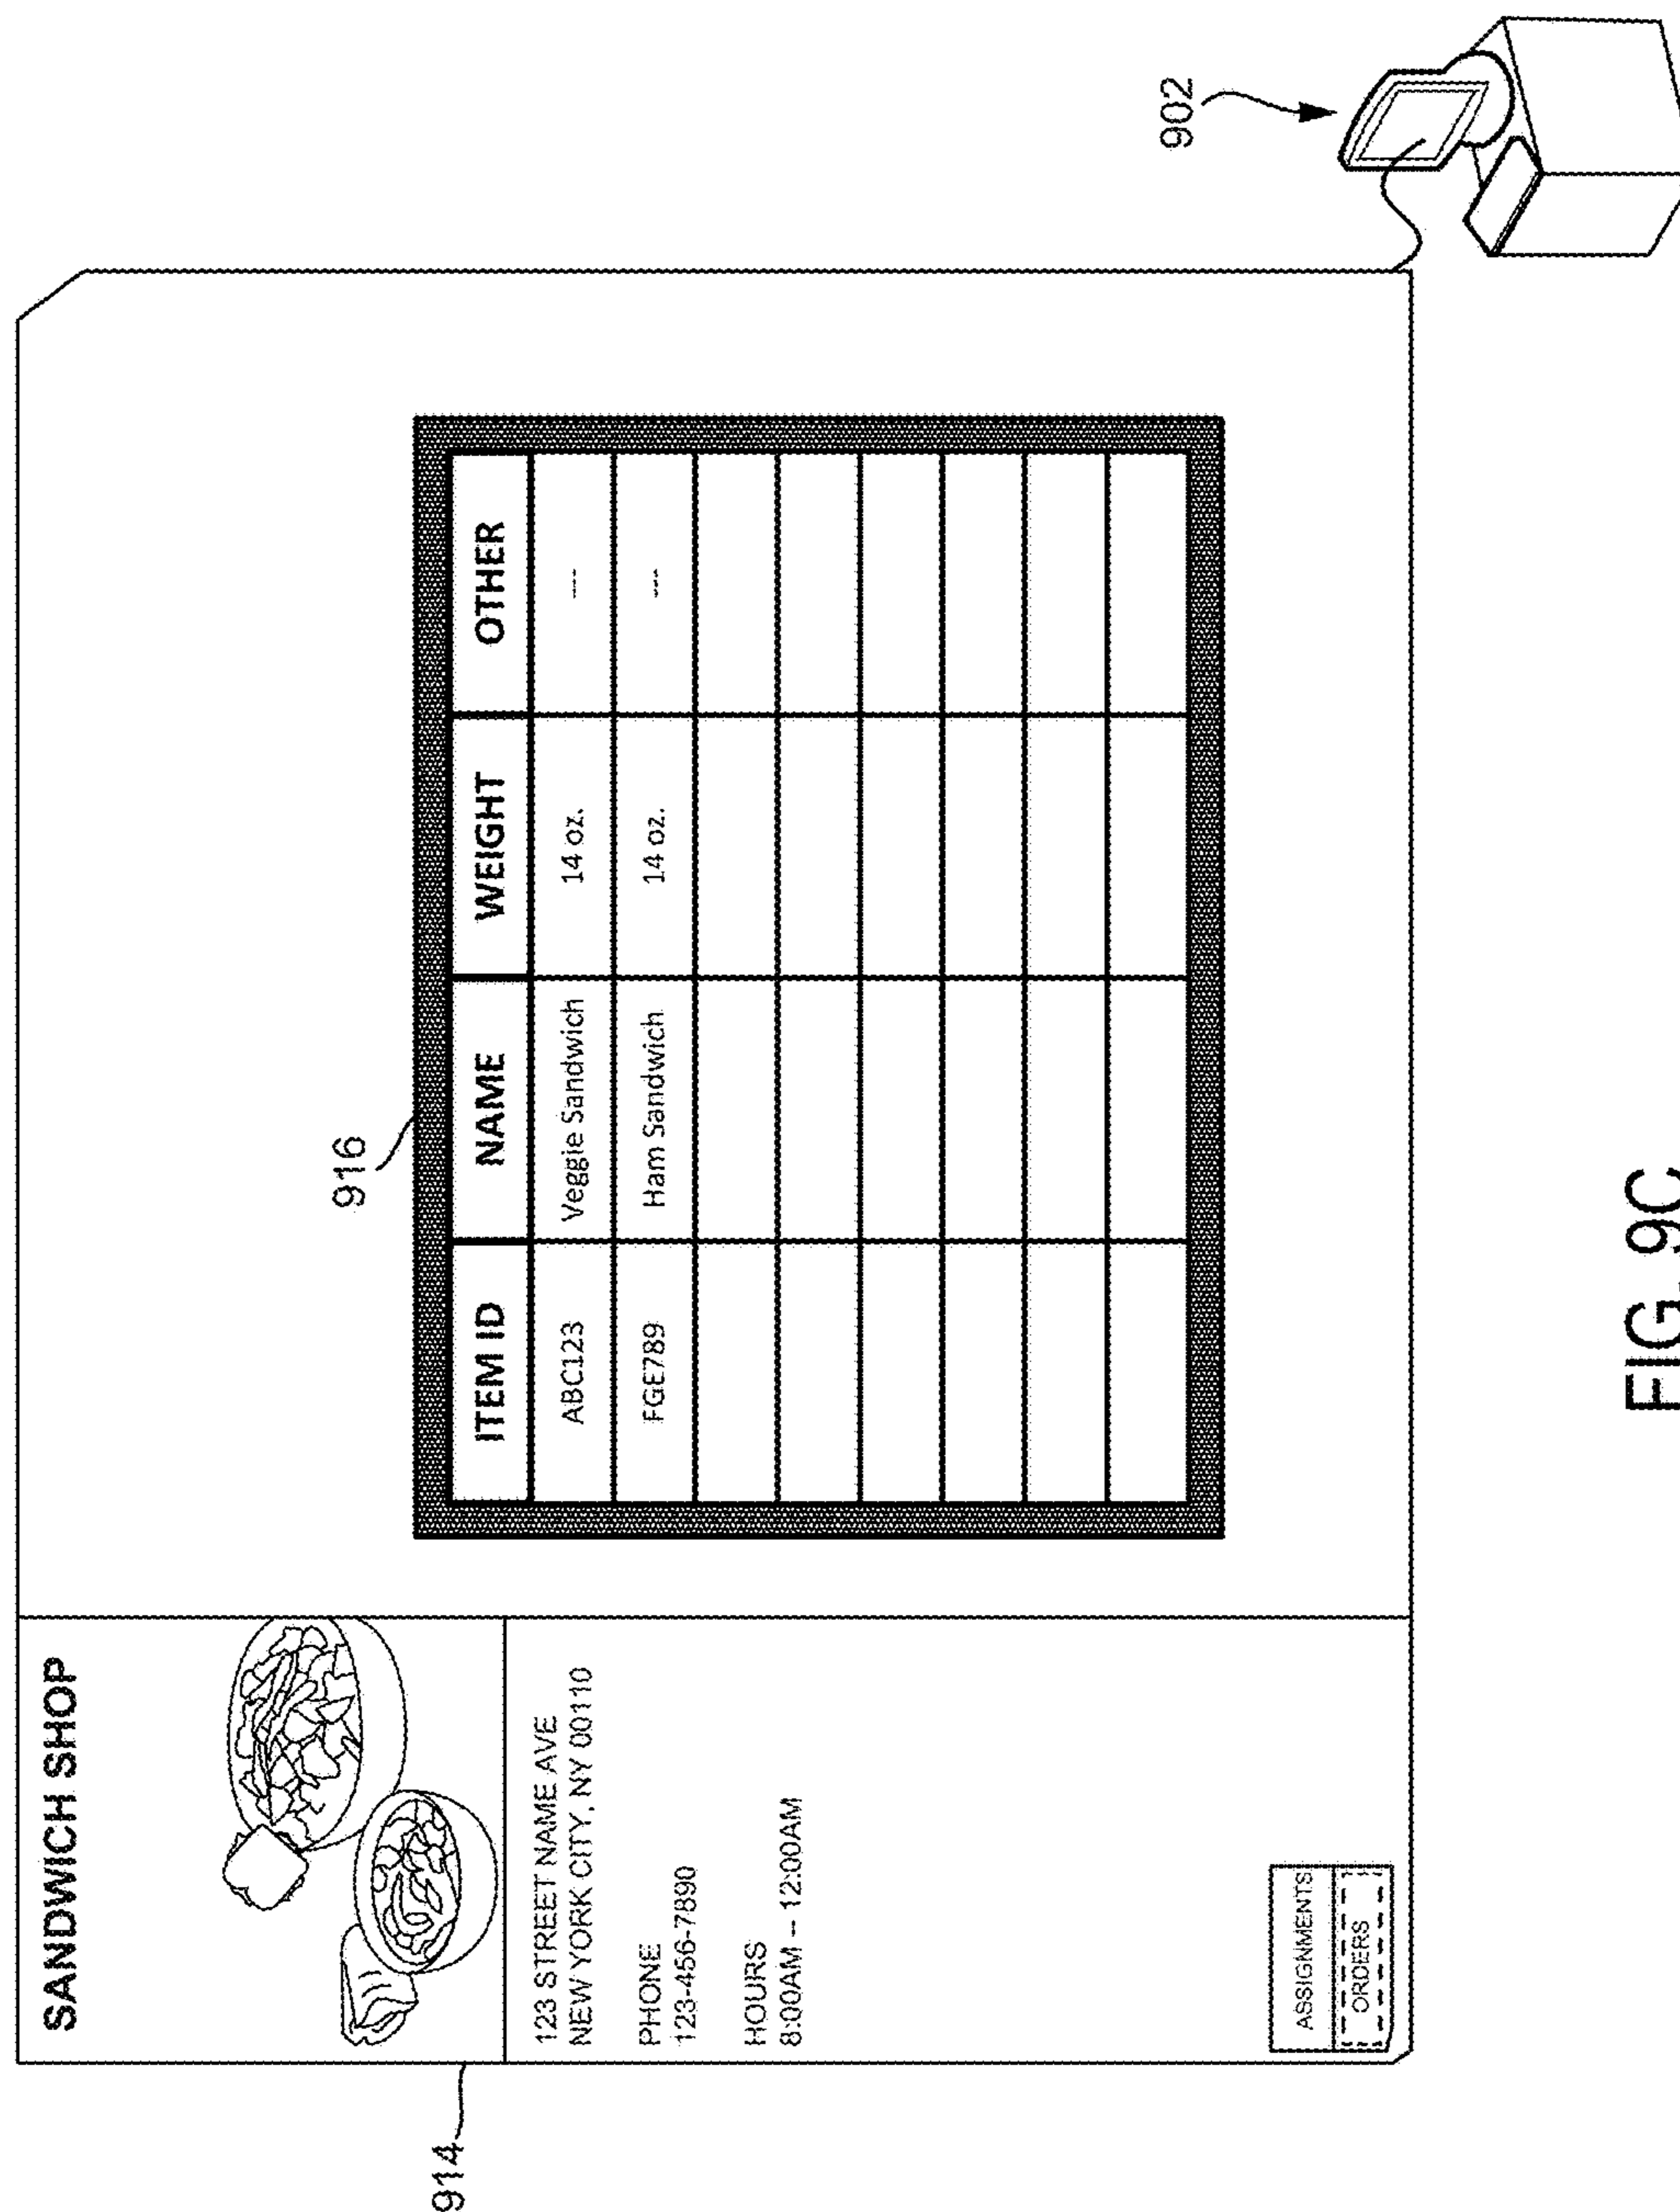 SANDWICH SHOP
914
123 STREET NAME AVE
NEW YORK CITY, NY 00110
PHONE
123-456-7890
HOURS
8:00AM – 12:00AM
ASSIGNMENTS
ORDERS
916
ITEM ID NAME WEIGHT OTHER
ABC123 Veggie Sandwich 14 oz. ---
FGE789 Ham Sandwich 14 oz. ---
902
FIG. 9C